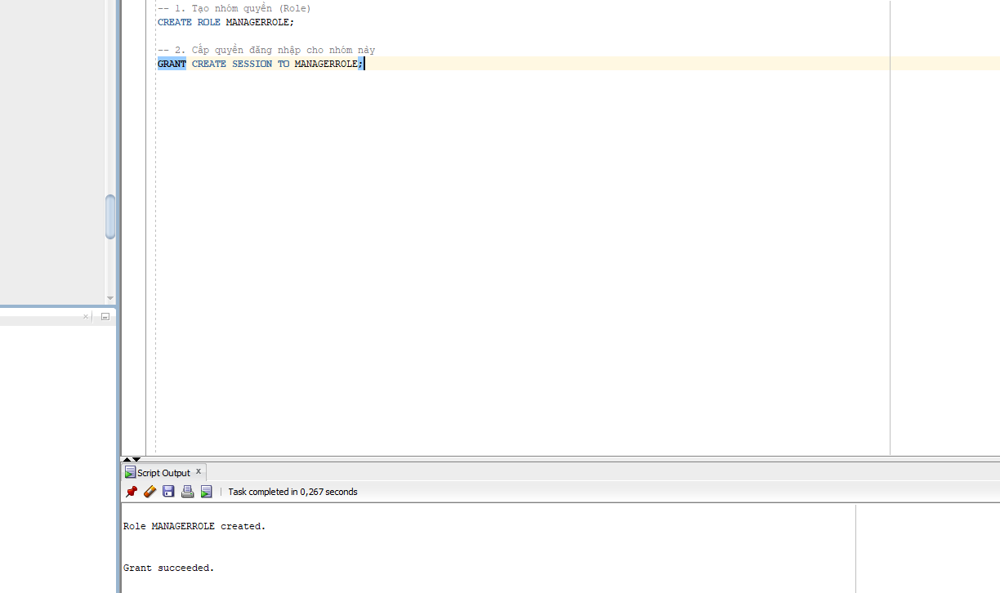 -- 1. Tạo nhóm quyền (Role)
CREATE ROLE MANAGERROLE;
-- 2. Cấp quyền đăng nhập cho nhóm này
GRANT CREATE SESSION TO MANAGERROLE;
Script Output x
Task completed in 0,267 seconds
Role MANAGERROLE created.
Grant succeeded.